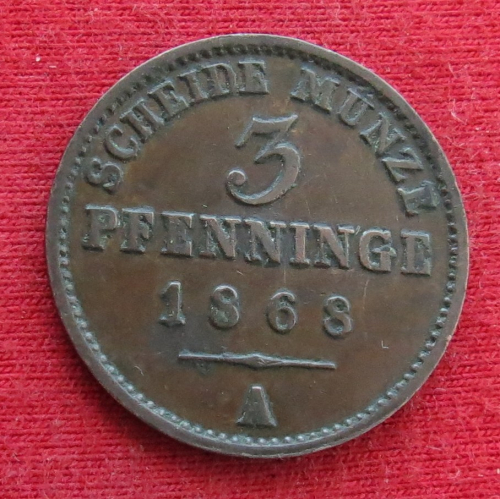 SCHEIDE MÜNZE
3
PFENNINGE
1868
A